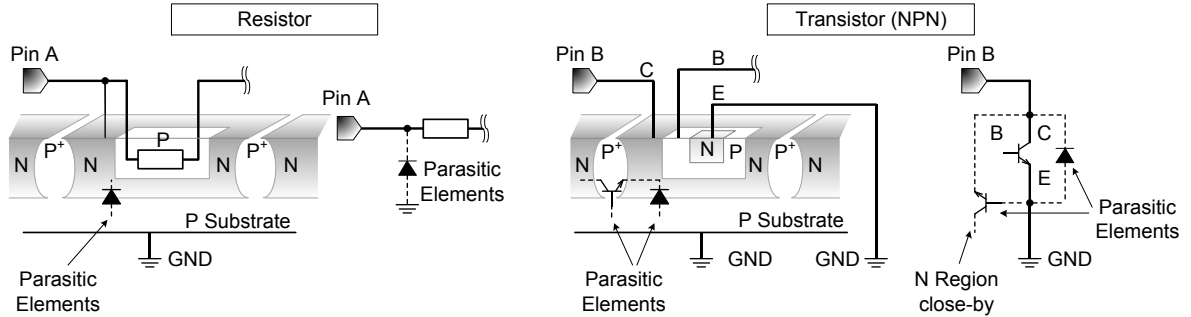 Resistor
Transistor (NPN)
Pin A
Pin B
Pin B
C
B
E
Pin A
N
P+
N
P
N
P+
N
Parasitic
Elements
N
P+
N
N
P
N
P+
N
B
C
E
P Substrate
P Substrate
Parasitic
Elements
GND
GND
GND
Parasitic
Elements
Parasitic
Elements
N Region
close-by